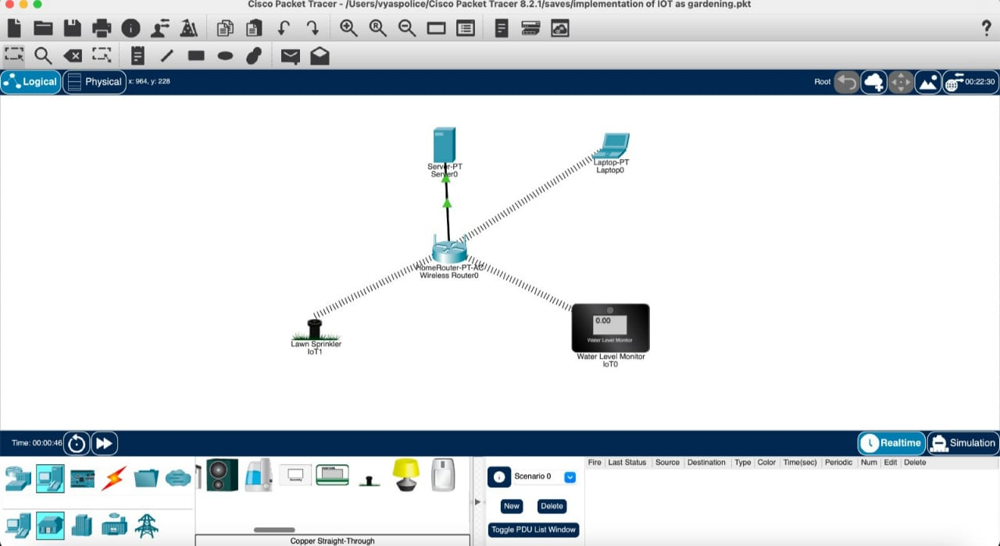 Cisco Packet Tracer - /Users/vyaspolice/Cisco Packet Tracer 8.2.1/saves/implementation of IOT as gardening.pkt
Logical Physical x: 964, y: 228 Root 00:22:30
Server-PT
Server0
Laptop-PT
Laptop0
HomeRouter-PT-AC
Wireless Router0
Lawn Sprinkler
IoT1
0.00
Water Level Monitor
Water Level Monitor
IoT0
Time: 00:00:46 Realtime Simulation
Fire Last Status Source Destination Type Color Time(sec) Periodic Num Edit Delete
Scenario 0
New Delete
Toggle PDU List Window
Copper Straight-Through